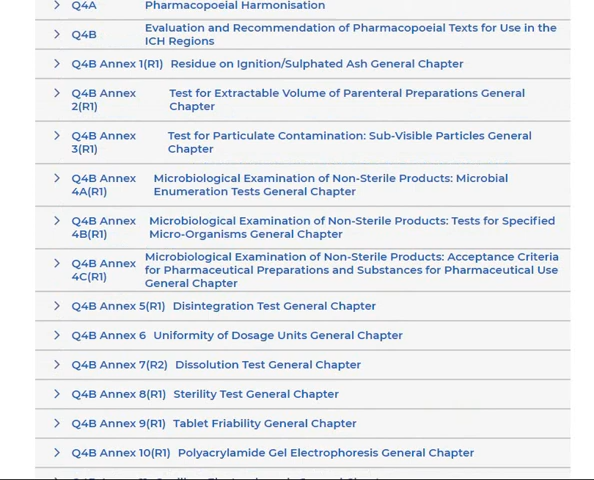 Q4A Pharmacopoeial Harmonisation
Q4B Evaluation and Recommendation of Pharmacopoeial Texts for Use in the
ICH Regions
Q4B Annex 1(R1) Residue on Ignition/Sulphated Ash General Chapter
Q4B Annex 2(R1) Test for Extractable Volume of Parenteral Preparations General
Chapter
Q4B Annex 3(R1) Test for Particulate Contamination: Sub-Visible Particles General
Chapter
Q4B Annex 4A(R1) Microbiological Examination of Non-Sterile Products: Microbial
Enumeration Tests General Chapter
Q4B Annex 4B(R1) Microbiological Examination of Non-Sterile Products: Tests for Specified
Micro-Organisms General Chapter
Q4B Annex 4C(R1) Microbiological Examination of Non-Sterile Products: Acceptance Criteria
for Pharmaceutical Preparations and Substances for Pharmaceutical Use
General Chapter
Q4B Annex 5(R1) Disintegration Test General Chapter
Q4B Annex 6 Uniformity of Dosage Units General Chapter
Q4B Annex 7(R2) Dissolution Test General Chapter
Q4B Annex 8(R1) Sterility Test General Chapter
Q4B Annex 9(R1) Tablet Friability General Chapter
Q4B Annex 10(R1) Polyacrylamide Gel Electrophoresis General Chapter